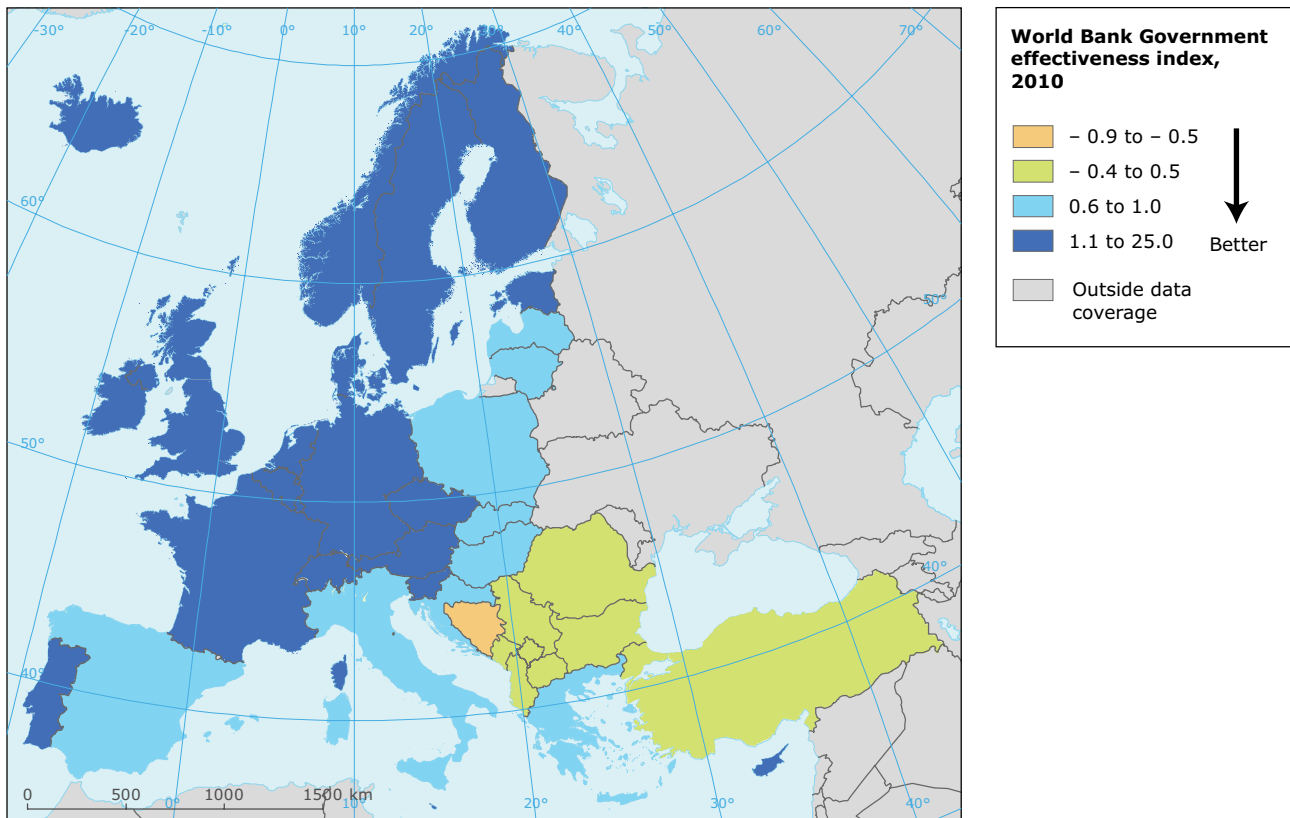 -30° -20° -10° 0° 10° 20° 30° 40° 50° 60° 70°
60°
50°
50°
40°
40°
0 500 1000 1500 km
0° 10° 20° 30° 40°
World Bank Government
effectiveness index,
2010
– 0.9 to – 0.5
– 0.4 to 0.5
0.6 to 1.0
1.1 to 25.0
Better
Outside data
coverage